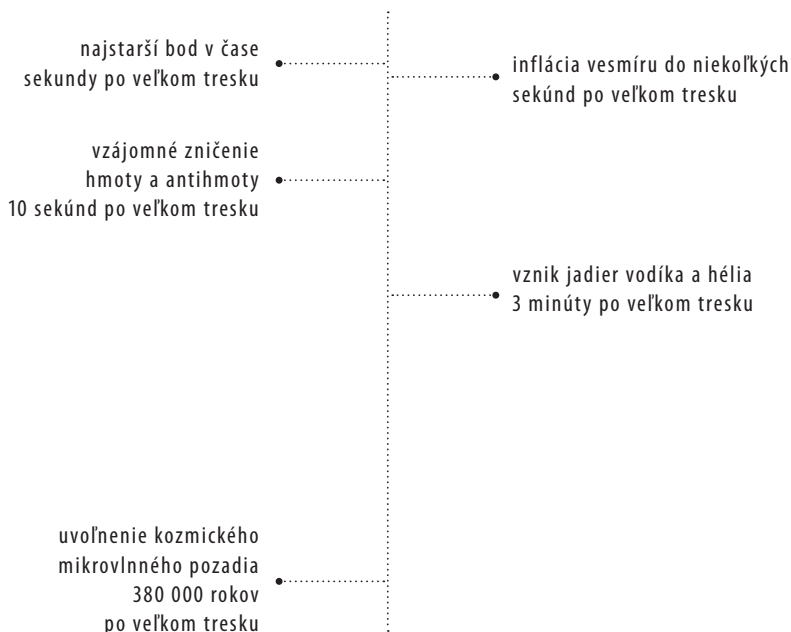 najstarší bod v čase
sekundy po veľkom tresku
inflácia vesmíru do niekoľkých
sekúnd po veľkom tresku
vzájomné zničenie
hmoty a antihmoty
10 sekúnd po veľkom tresku
vznik jadier vodíka a hélia
3 minúty po veľkom tresku
uvoľnenie kozmického
mikrovlnného pozadia
380 000 rokov
po veľkom tresku